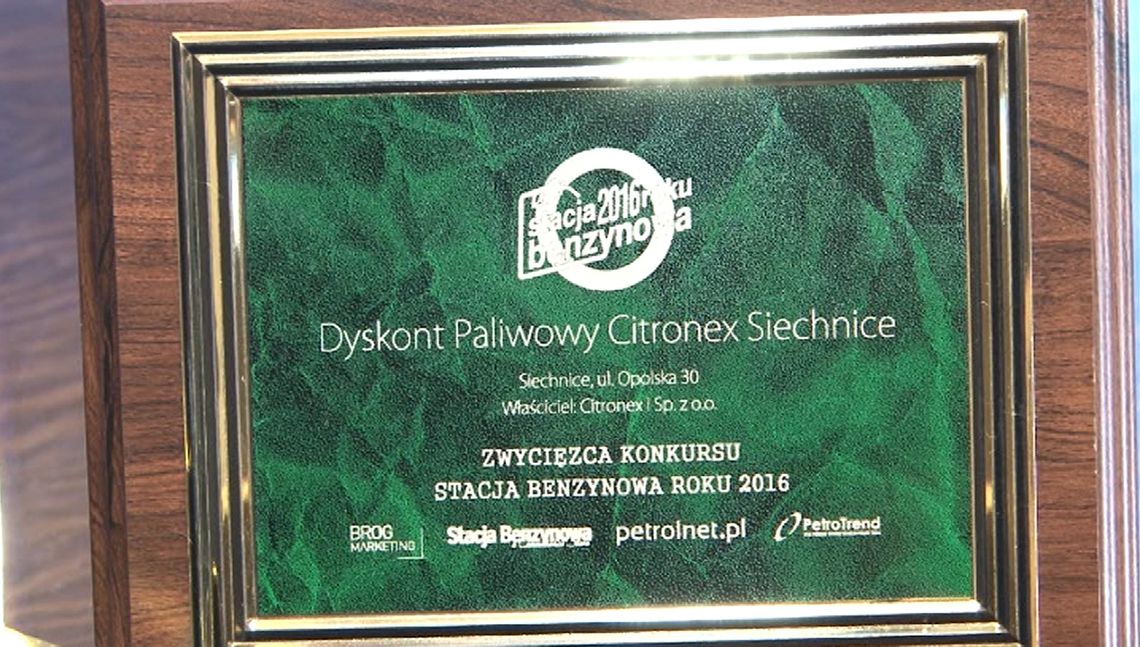 stacja 2016 roku
benzynowa
Dyskont Paliwowy Citronex Siechnice
Siechnice, ul. Opolska 30
Właściciel: Citronex I Sp. z o.o.
ZWYCIĘZCA KONKURSU
STACJA BENZYNOWA ROKU 2016
BROG MARKETING Stacja Benzynowa petrolnet.pl PetroTrend